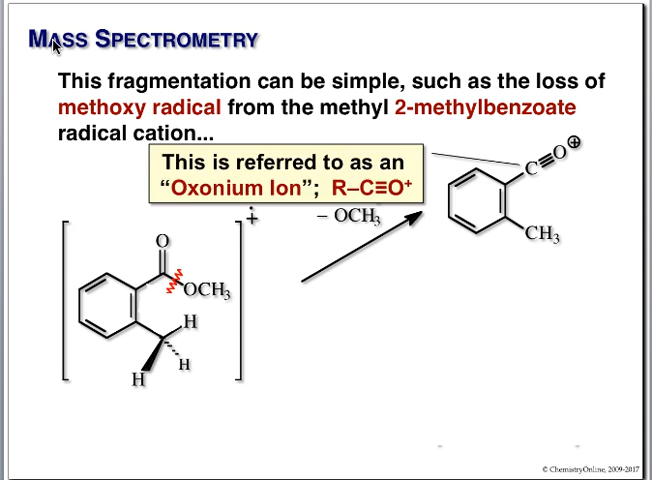 MASS SPECTROMETRY
This fragmentation can be simple, such as the loss of
methoxy radical from the methyl 2-methylbenzoate
radical cation...
This is referred to as an
“Oxonium Ion”; R–C≡O⁺
– OCH₃
C≡O⊕
CH₃
O
OCH₃
H
H
H
© ChemistryOnline, 2009-2017